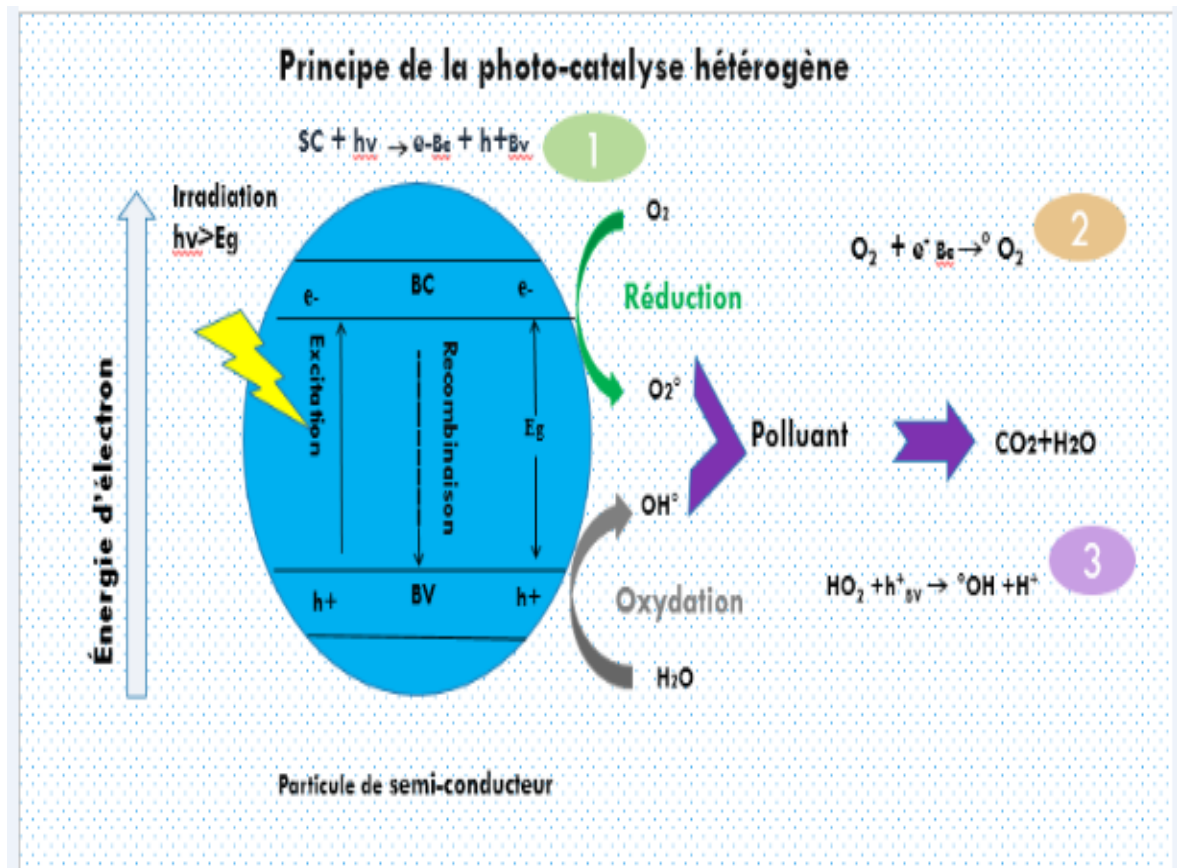 Principe de la photo-catalyse hétérogène
SC + hν → e-Bc + h+Bv
1
Irradiation
hν>Eg
Énergie d'électron
e-
BC
e-
Excitation
Recombinaison
Eg
h+
BV
h+
O₂
Réduction
O2°
OH°
Oxydation
H₂O
Polluant
CO2+H2O
O₂ + e⁻ Bc →° O₂
2
HO₂ +h⁺BV → °OH +H⁺
3
Particule de semi-conducteur